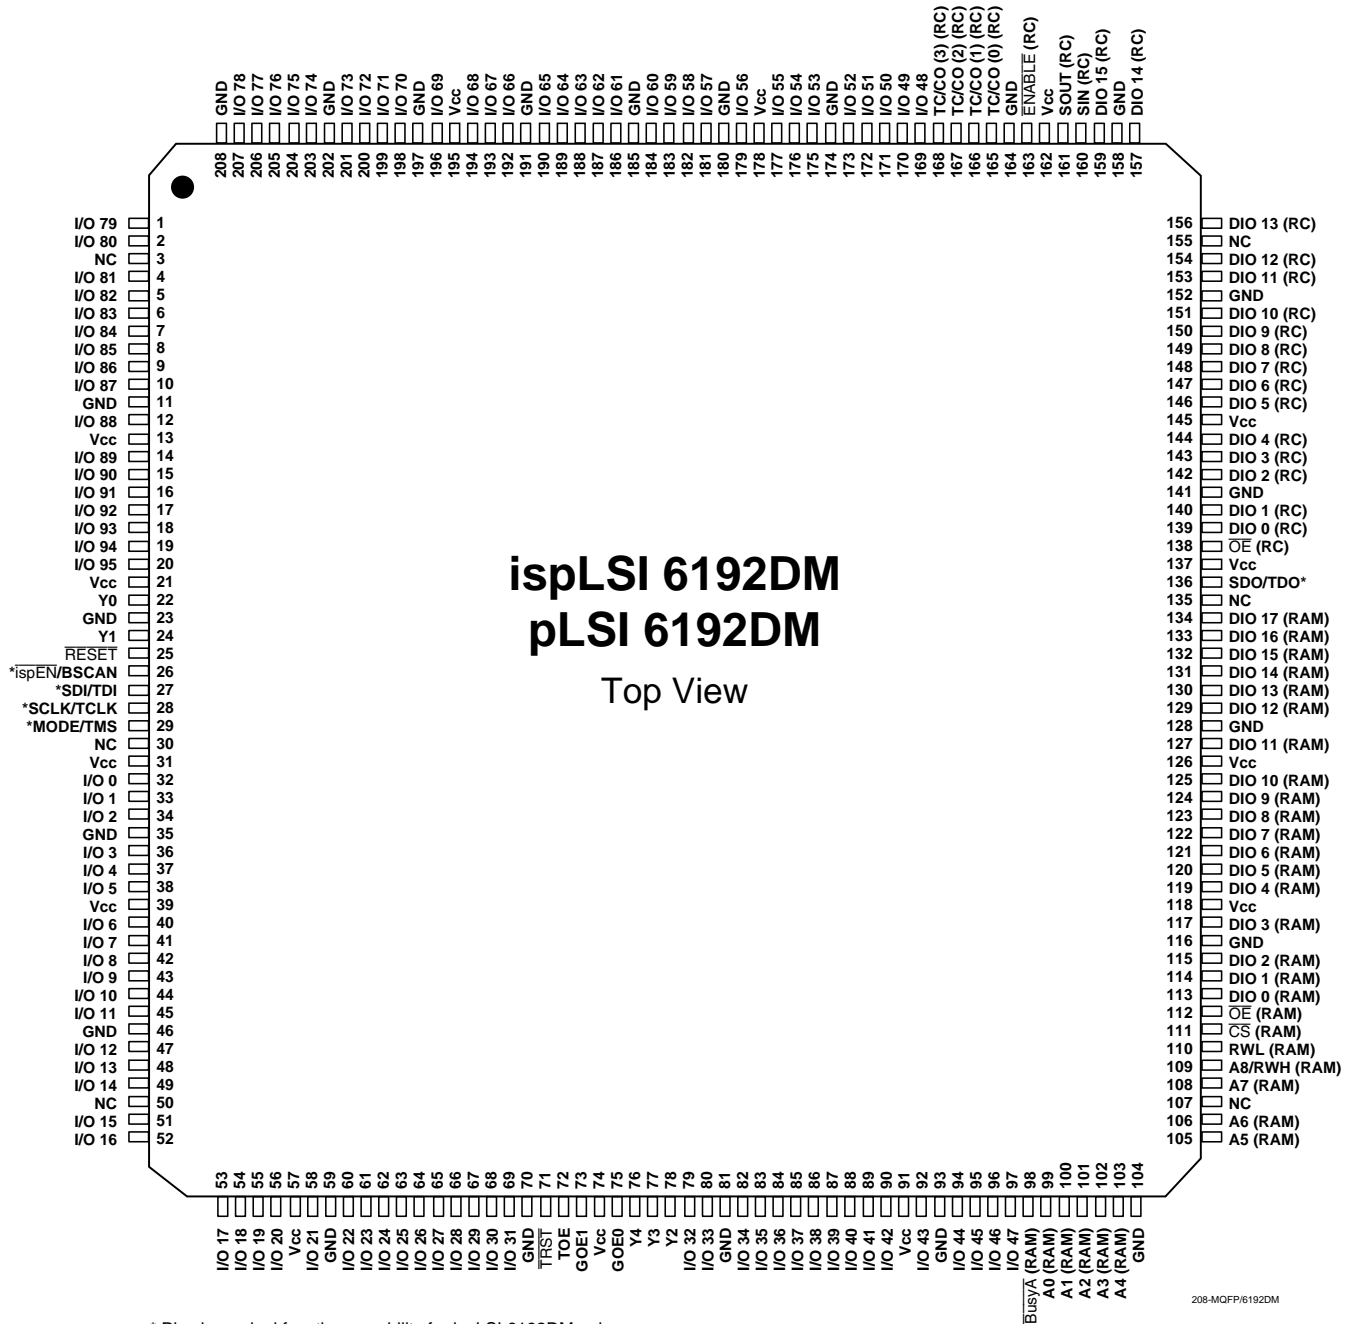 GND
I/O 78
I/O 77
I/O 76
I/O 75
I/O 74
GND
I/O 73
I/O 72
I/O 71
I/O 70
GND
I/O 69
Vcc
I/O 68
I/O 67
I/O 66
GND
I/O 65
I/O 64
I/O 63
I/O 62
I/O 61
GND
I/O 60
I/O 59
I/O 58
I/O 57
GND
I/O 56
Vcc
I/O 55
I/O 54
I/O 53
GND
I/O 52
I/O 51
I/O 50
I/O 49
I/O 48
TC/CO (3) (RC)
TC/CO (2) (RC)
TC/CO (1) (RC)
TC/CO (0) (RC)
GND
ENABLE (RC)
Vcc
SOUT (RC)
SIN (RC)
DIO 15 (RC)
GND
DIO 14 (RC)
208 207 206 205 204 203 202 201 200 199 198 197 196 195 194 193 192 191 190 189 188 187 186 185 184 183 182 181 180 179 178 177 176 175 174 173 172 171 170 169 168 167 166 165 164 163 162 161 160 159 158 157
I/O 79 1
I/O 80 2
NC 3
I/O 81 4
I/O 82 5
I/O 83 6
I/O 84 7
I/O 85 8
I/O 86 9
I/O 87 10
GND 11
I/O 88 12
Vcc 13
I/O 89 14
I/O 90 15
I/O 91 16
I/O 92 17
I/O 93 18
I/O 94 19
I/O 95 20
Vcc 21
Y0 22
GND 23
Y1 24
RESET 25
*ispEN/BSCAN 26
*SDI/TDI 27
*SCLK/TCLK 28
*MODE/TMS 29
NC 30
Vcc 31
I/O 0 32
I/O 1 33
I/O 2 34
GND 35
I/O 3 36
I/O 4 37
I/O 5 38
Vcc 39
I/O 6 40
I/O 7 41
I/O 8 42
I/O 9 43
I/O 10 44
I/O 11 45
GND 46
I/O 12 47
I/O 13 48
I/O 14 49
NC 50
I/O 15 51
I/O 16 52
ispLSI 6192DM
pLSI 6192DM
Top View
156 DIO 13 (RC)
155 NC
154 DIO 12 (RC)
153 DIO 11 (RC)
152 GND
151 DIO 10 (RC)
150 DIO 9 (RC)
149 DIO 8 (RC)
148 DIO 7 (RC)
147 DIO 6 (RC)
146 DIO 5 (RC)
145 Vcc
144 DIO 4 (RC)
143 DIO 3 (RC)
142 DIO 2 (RC)
141 GND
140 DIO 1 (RC)
139 DIO 0 (RC)
138 OE (RC)
137 Vcc
136 SDO/TDO*
135 NC
134 DIO 17 (RAM)
133 DIO 16 (RAM)
132 DIO 15 (RAM)
131 DIO 14 (RAM)
130 DIO 13 (RAM)
129 DIO 12 (RAM)
128 GND
127 DIO 11 (RAM)
126 Vcc
125 DIO 10 (RAM)
124 DIO 9 (RAM)
123 DIO 8 (RAM)
122 DIO 7 (RAM)
121 DIO 6 (RAM)
120 DIO 5 (RAM)
119 DIO 4 (RAM)
118 Vcc
117 DIO 3 (RAM)
116 GND
115 DIO 2 (RAM)
114 DIO 1 (RAM)
113 DIO 0 (RAM)
112 OE (RAM)
111 CS (RAM)
110 RWL (RAM)
109 A8/RWH (RAM)
108 A7 (RAM)
107 NC
106 A6 (RAM)
105 A5 (RAM)
53 54 55 56 57 58 59 60 61 62 63 64 65 66 67 68 69 70 71 72 73 74 75 76 77 78 79 80 81 82 83 84 85 86 87 88 89 90 91 92 93 94 95 96 97 98 99 100 101 102 103 104
I/O 17
I/O 18
I/O 19
I/O 20
Vcc
I/O 21
GND
I/O 22
I/O 23
I/O 24
I/O 25
I/O 26
I/O 27
I/O 28
I/O 29
I/O 30
I/O 31
GND
TRST
TOE
GOE1
Vcc
GOE0
Y4
Y3
Y2
I/O 32
I/O 33
GND
I/O 34
I/O 35
I/O 36
I/O 37
I/O 38
I/O 39
I/O 40
I/O 41
I/O 42
Vcc
I/O 43
GND
I/O 44
I/O 45
I/O 46
I/O 47
BusyA (RAM)
A0 (RAM)
A1 (RAM)
A2 (RAM)
A3 (RAM)
A4 (RAM)
GND
208-MQFP/6192DM